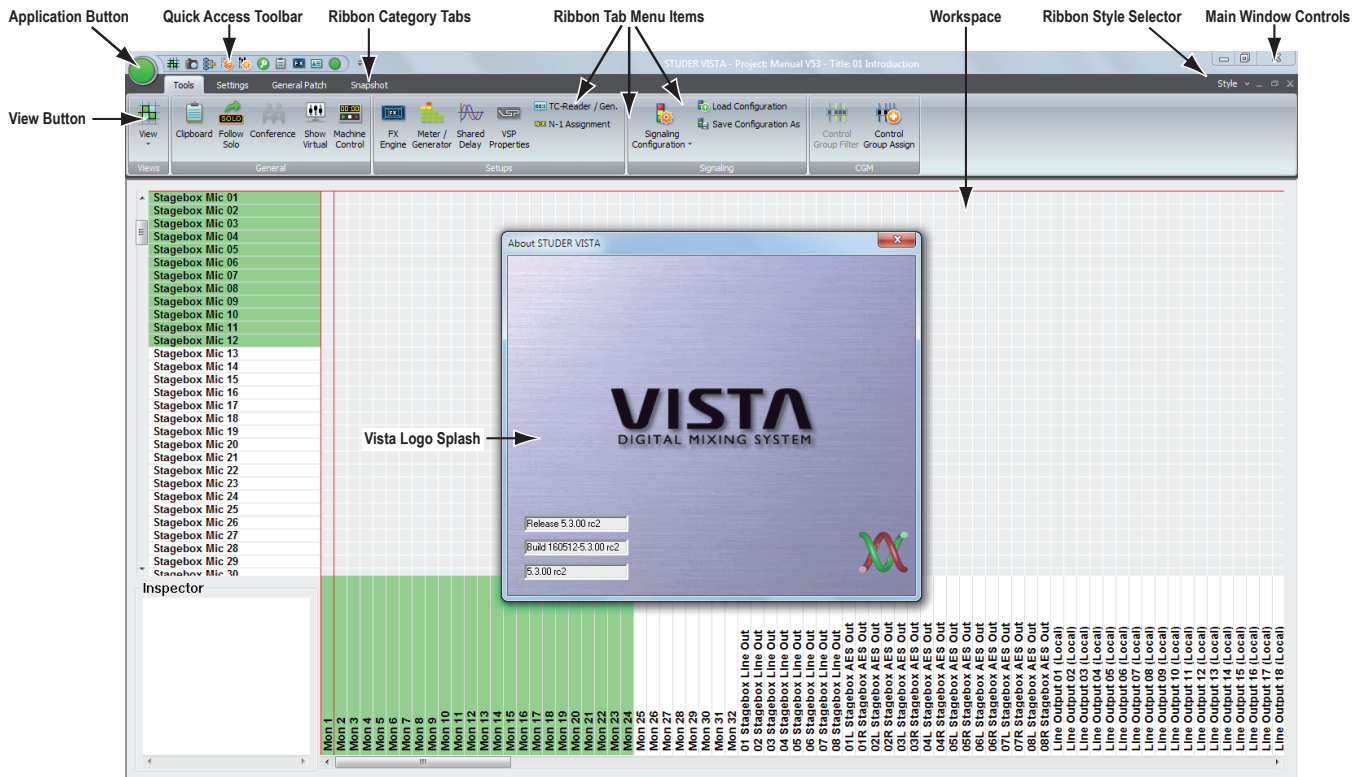 Application Button
Quick Access Toolbar
Ribbon Category Tabs
Ribbon Tab Menu Items
Workspace
Ribbon Style Selector
Main Window Controls
STUDER VISTA - Project: Manual V53 - Title: 01 Introduction
Tools
Settings
General Patch
Snapshot
Style
View Button
View
Views
SOLO
Clipboard
Follow Solo
Conference
Show Virtual
Machine Control
General
FX Engine
Meter / Generator
Shared Delay
VSP Properties
TC-Reader / Gen.
N-1 Assignment
Setups
Signaling Configuration
Load Configuration
Save Configuration As
Signaling
Control Group Filter
Control Group Assign
CGM
Stagebox Mic 01
Stagebox Mic 02
Stagebox Mic 03
Stagebox Mic 04
Stagebox Mic 05
Stagebox Mic 06
Stagebox Mic 07
Stagebox Mic 08
Stagebox Mic 09
Stagebox Mic 10
Stagebox Mic 11
Stagebox Mic 12
Stagebox Mic 13
Stagebox Mic 14
Stagebox Mic 15
Stagebox Mic 16
Stagebox Mic 17
Stagebox Mic 18
Stagebox Mic 19
Stagebox Mic 20
Stagebox Mic 21
Stagebox Mic 22
Stagebox Mic 23
Stagebox Mic 24
Stagebox Mic 25
Stagebox Mic 26
Stagebox Mic 27
Stagebox Mic 28
Stagebox Mic 29
Stagebox Mic 30
About STUDER VISTA
VISTA
DIGITAL MIXING SYSTEM
Vista Logo Splash
Release 5.3.00 rc2
Build 160512-5.3.00 rc2
5.3.00 rc2
Inspector
Mon 1
Mon 2
Mon 3
Mon 4
Mon 5
Mon 6
Mon 7
Mon 8
Mon 9
Mon 10
Mon 11
Mon 12
Mon 13
Mon 14
Mon 15
Mon 16
Mon 17
Mon 18
Mon 19
Mon 20
Mon 21
Mon 22
Mon 23
Mon 24
Mon 25
Mon 26
Mon 27
Mon 28
Mon 29
Mon 30
Mon 31
Mon 32
01 Stagebox Line Out
02 Stagebox Line Out
03 Stagebox Line Out
04 Stagebox Line Out
05 Stagebox Line Out
06 Stagebox Line Out
07 Stagebox Line Out
08 Stagebox Line Out
01L Stagebox AES Out
01R Stagebox AES Out
02L Stagebox AES Out
02R Stagebox AES Out
03L Stagebox AES Out
03R Stagebox AES Out
04L Stagebox AES Out
04R Stagebox AES Out
05L Stagebox AES Out
05R Stagebox AES Out
06L Stagebox AES Out
06R Stagebox AES Out
07L Stagebox AES Out
07R Stagebox AES Out
08L Stagebox AES Out
08R Stagebox AES Out
Line Output 01 (Local)
Line Output 02 (Local)
Line Output 03 (Local)
Line Output 04 (Local)
Line Output 05 (Local)
Line Output 06 (Local)
Line Output 07 (Local)
Line Output 08 (Local)
Line Output 09 (Local)
Line Output 10 (Local)
Line Output 11 (Local)
Line Output 12 (Local)
Line Output 13 (Local)
Line Output 14 (Local)
Line Output 15 (Local)
Line Output 16 (Local)
Line Output 17 (Local)
Line Output 18 (Local)